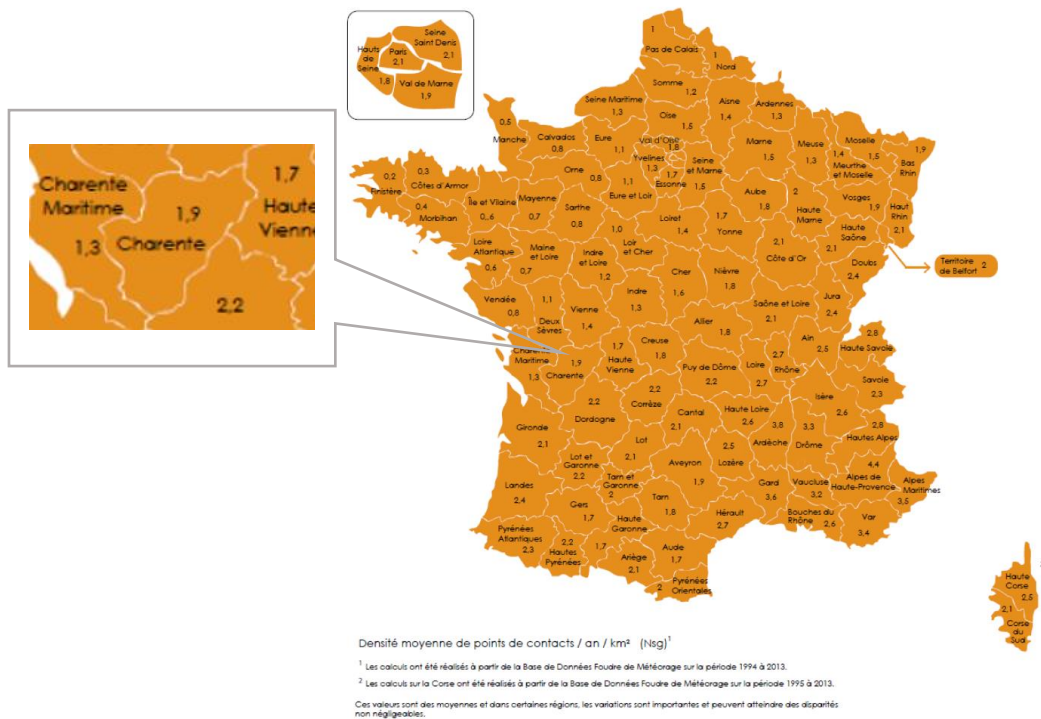 Hauts
de
Seine
1,8
Paris
2,1
Seine
Saint Denis
2,1
Val de Marne
1,9
Charente
Maritime
1,3
1,9
Charente
1,7
Haute
Vienne
2,2
1
Pas de Calais
1
Nord
Somme
1,2
Seine Maritime
1,3
Aisne
1,4
Ardennes
1,3
Oise
1,5
0,5
Manche
Calvados
0,8
Eure
1,1
Val d'Oise
1,8
Yvelines
1,3
1,7
Essonne
Seine
et Marne
1,5
Marne
1,5
Meuse
1,3
Moselle
1,4
1,5
Meurthe
et Moselle
1,9
Bas
Rhin
0,2
Finistère
0,3
Côtes d'Armor
0,4
Morbihan
Île et Vilaine
0,,6
Mayenne
0,7
Orne
0,8
Sarthe
0,8
1,1
Eure et Loir
1,0
Loir
et Cher
Loiret
1,4
1,7
Yonne
Aube
1,8
2
Haute
Marne
Vosges
1,9
Haut
Rhin
2,1
Haute
Saône
2,1
Territoire
de Belfort
2
Loire
Atlantique
0,6
Maine
et Loire
0,7
Indre
et Loire
1,2
Cher
1,6
Nièvre
1,8
2,1
Côte d'Or
Doubs
2,4
Jura
2,4
Vendée
0,8
1,1
Deux
Sèvres
Vienne
1,4
Indre
1,3
Allier
1,8
Saône et Loire
2,1
Ain
2,5
2,8
Haute Savoie
Charente
Maritime
1,3
1,9
Charente
1,7
Haute
Vienne
Creuse
1,8
Puy de Dôme
2,2
Loire
2,7
2,7
Rhône
Savoie
2,3
Isère
2,6
2,2
Corrèze
2,2
Dordogne
Cantal
2,1
Haute Loire
2,6
3,8
Ardèche
3,3
Drôme
2,8
Hautes Alpes
Gironde
2,1
Lot
2,1
Lot et
Garonne
2,2
Aveyron
1,9
2,5
Lozère
4,4
Alpes de
Haute-Provence
Alpes
Maritimes
3,5
Landes
2,4
Tarn et
Garonne
2
Tarn
1,8
Gard
3,6
Vaucluse
3,2
Gers
1,7
Haute
Garonne
1,7
Hérault
2,7
Bouches du
Rhône
2,6
Var
3,4
Pyrénées
Atlantiques
2,3
2,2
Hautes
Pyrénées
Ariège
2,1
Aude
1,7
2
Pyrénées
Orientales
Haute
Corse
2,5
2,1
Corse
du
Sud
Densité moyenne de points de contacts / an / km² (Nsg)¹
¹ Les calculs ont été réalisés à partir de la Base de Données Foudre de Météorage sur la période 1994 à 2013.
² Les calculs sur la Corse ont été réalisés à partir de la Base de Données Foudre de Météorage sur la période 1995 à 2013.
Ces valeurs sont des moyennes et dans certaines régions, les variations sont importantes et peuvent atteindre des disparités
non négligeables.